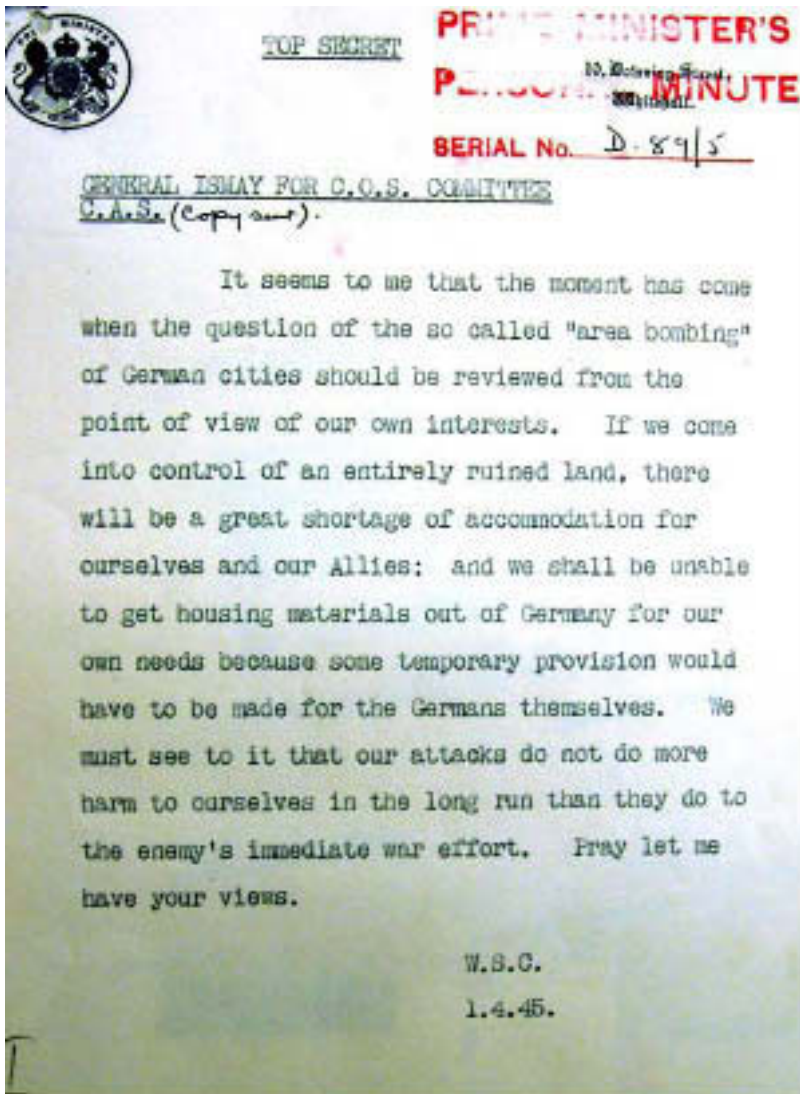 PRIME MINISTER
TOP SECRET
PRIME MINISTER'S
10, Downing Street,
Whitehall.
PERSONAL MINUTE
SERIAL No. D. 89/5
GENERAL ISMAY FOR C.O.S. COMMITTEE
C.A.S. (Copy sent).
It seems to me that the moment has come
when the question of the so called "area bombing"
of German cities should be reviewed from the
point of view of our own interests. If we come
into control of an entirely ruined land, there
will be a great shortage of accommodation for
ourselves and our Allies: and we shall be unable
to get housing materials out of Germany for our
own needs because some temporary provision would
have to be made for the Germans themselves. We
must see to it that our attacks do not do more
harm to ourselves in the long run than they do to
the enemy's immediate war effort. Pray let me
have your views.
W.S.C.
1.4.45.